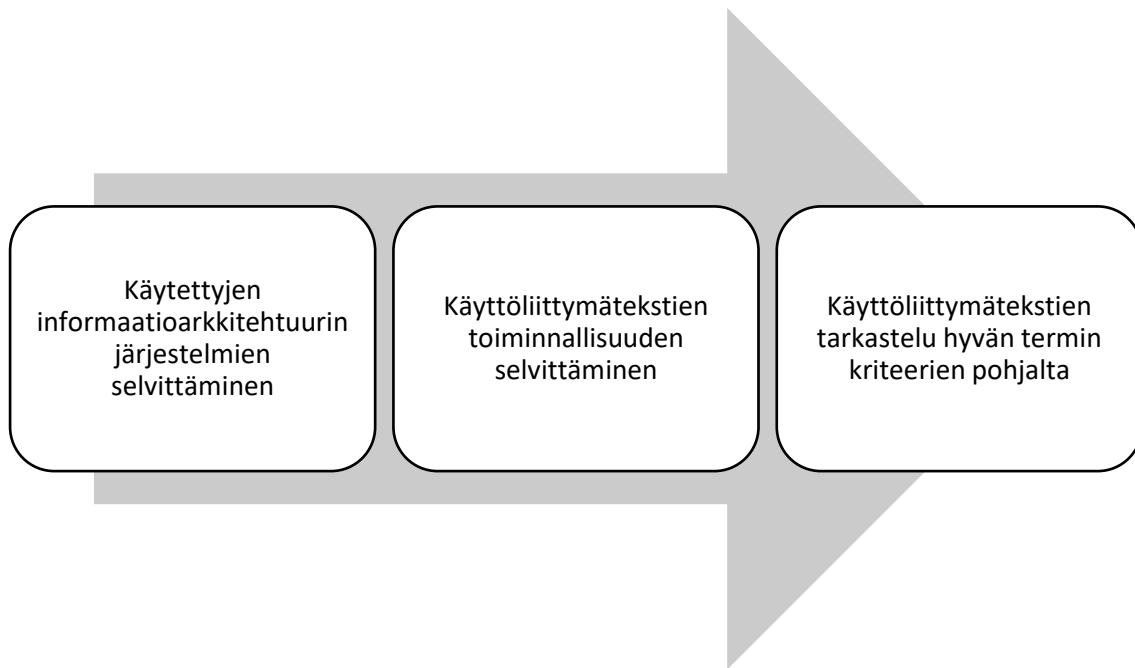 Käytettyjen
informaatioarkkitehtuurin
järjestelmien
selvittäminen
Käyttöliittymätekstien
toiminnallisuuden
selvittäminen
Käyttöliittymätekstien
tarkastelu hyvän termin
kriteerien pohjalta